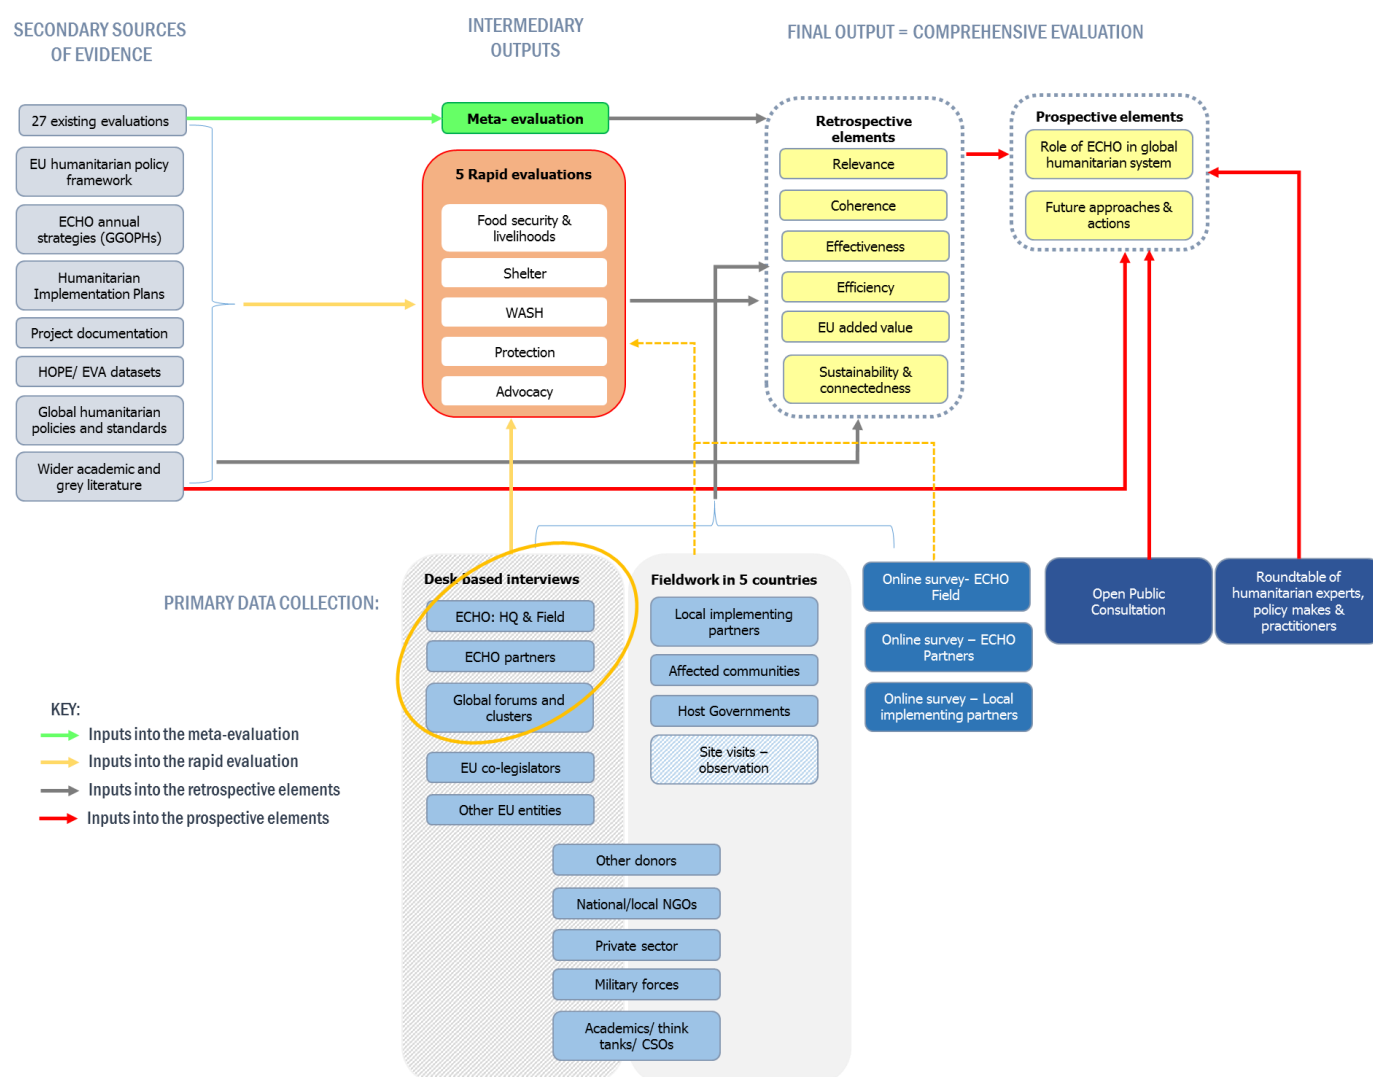 SECONDARY SOURCES
OF EVIDENCE
INTERMEDIARY
OUTPUTS
FINAL OUTPUT = COMPREHENSIVE EVALUATION
27 existing evaluations
EU humanitarian policy
framework
ECHO annual
strategies (GGOPHs)
Humanitarian
Implementation Plans
Project documentation
HOPE/ EVA datasets
Global humanitarian
policies and standards
Wider academic and
grey literature
Meta- evaluation
5 Rapid evaluations
Food security &
livelihoods
Shelter
WASH
Protection
Advocacy
Retrospective
elements
Relevance
Coherence
Effectiveness
Efficiency
EU added value
Sustainability &
connectedness
Prospective elements
Role of ECHO in global
humanitarian system
Future approaches &
actions
PRIMARY DATA COLLECTION:
Desk based interviews
ECHO: HQ & Field
ECHO partners
Global forums and
clusters
EU co-legislators
Other EU entities
Fieldwork in 5 countries
Local implementing
partners
Affected communities
Host Governments
Site visits –
observation
Other donors
National/local NGOs
Private sector
Military forces
Academics/ think
tanks/ CSOs
Online survey- ECHO
Field
Online survey – ECHO
Partners
Online survey – Local
implementing partners
Open Public
Consultation
Roundtable of
humanitarian experts,
policy makes &
practitioners
KEY:
Inputs into the meta-evaluation
Inputs into the rapid evaluation
Inputs into the retrospective elements
Inputs into the prospective elements